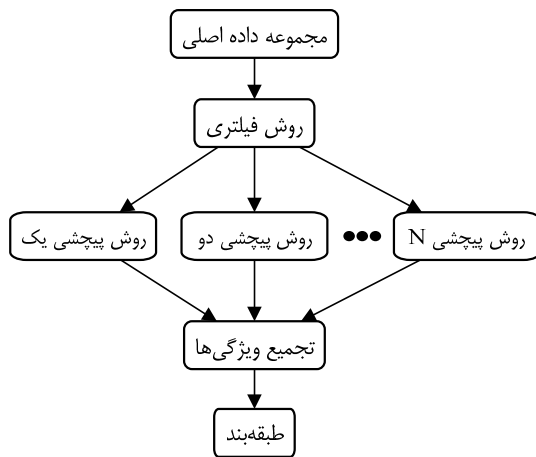 مجموعه داده اصلی
روش فیلتری
روش پیچشی یک
روش پیچشی دو
روش پیچشی N
تجمیع ویژگی‌ها
طبقه‌بند